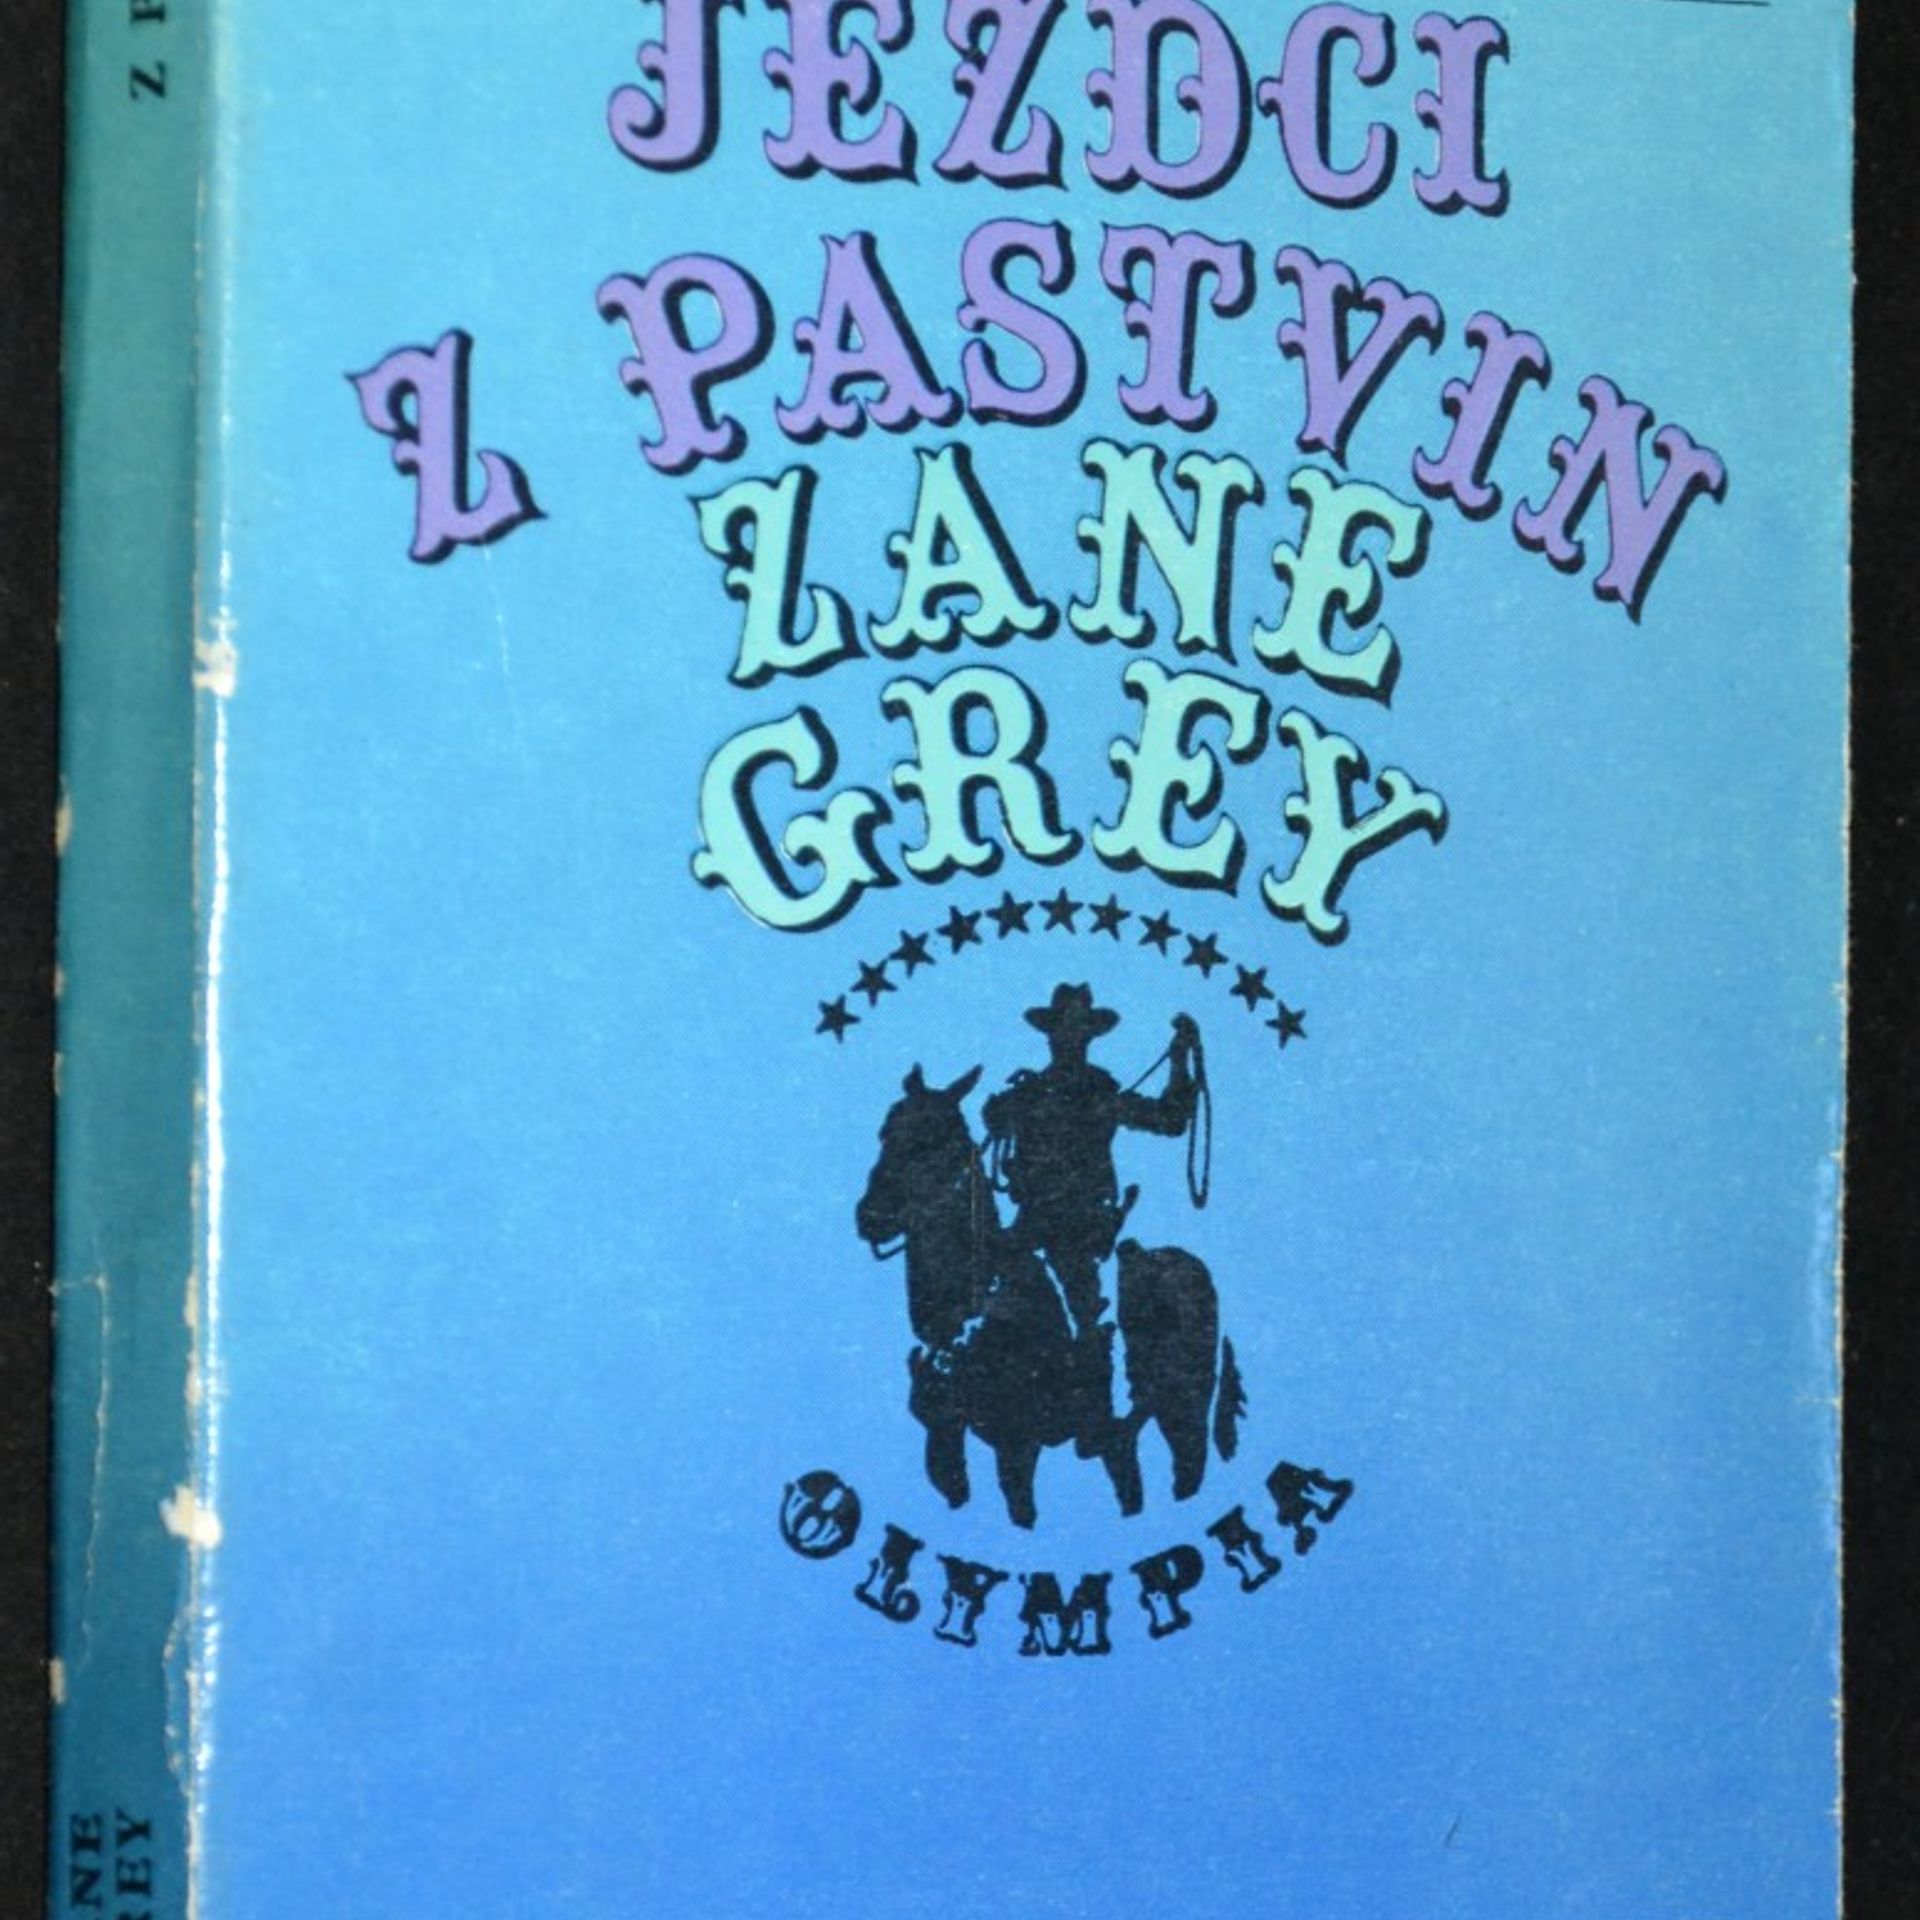 JEZDCI
Z PASTVIN
ZANE
GREY
OLYMPIA